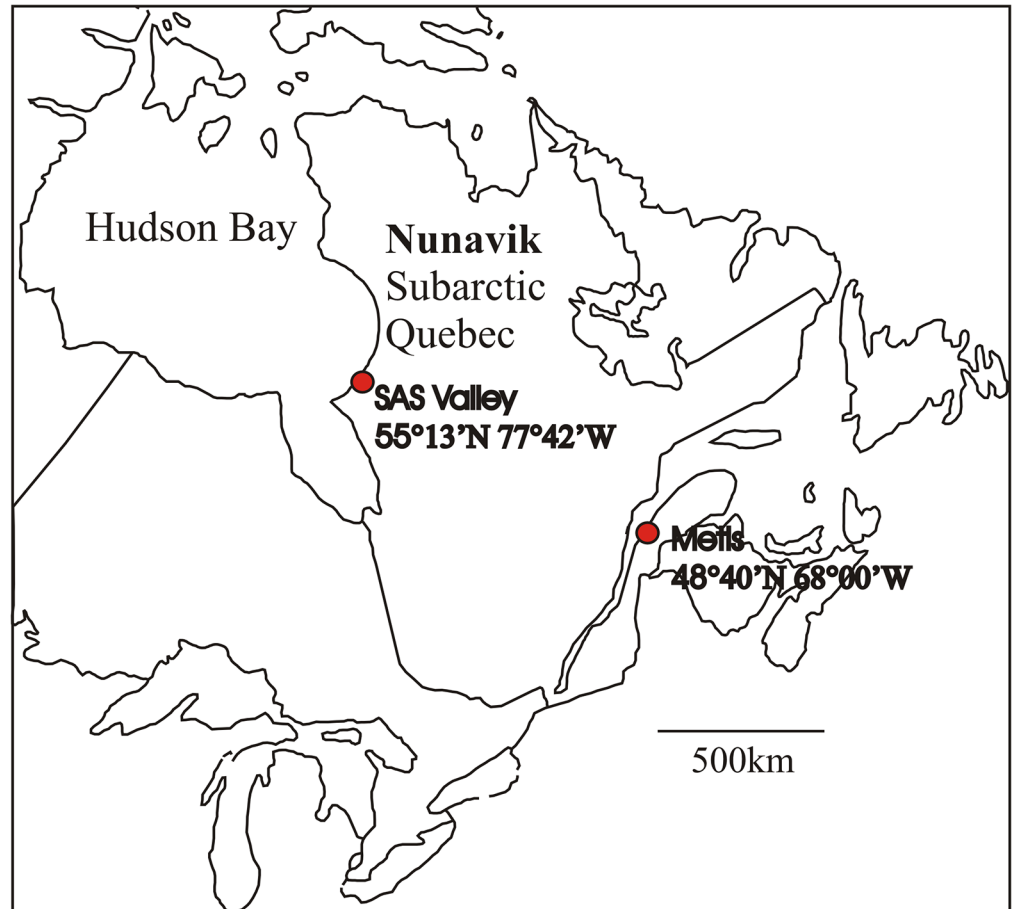 Hudson Bay
Nunavik
Subarctic
Quebec
SAS Valley
55°13’N 77°42’W
Metis
48°40’N 68°00’W
500km